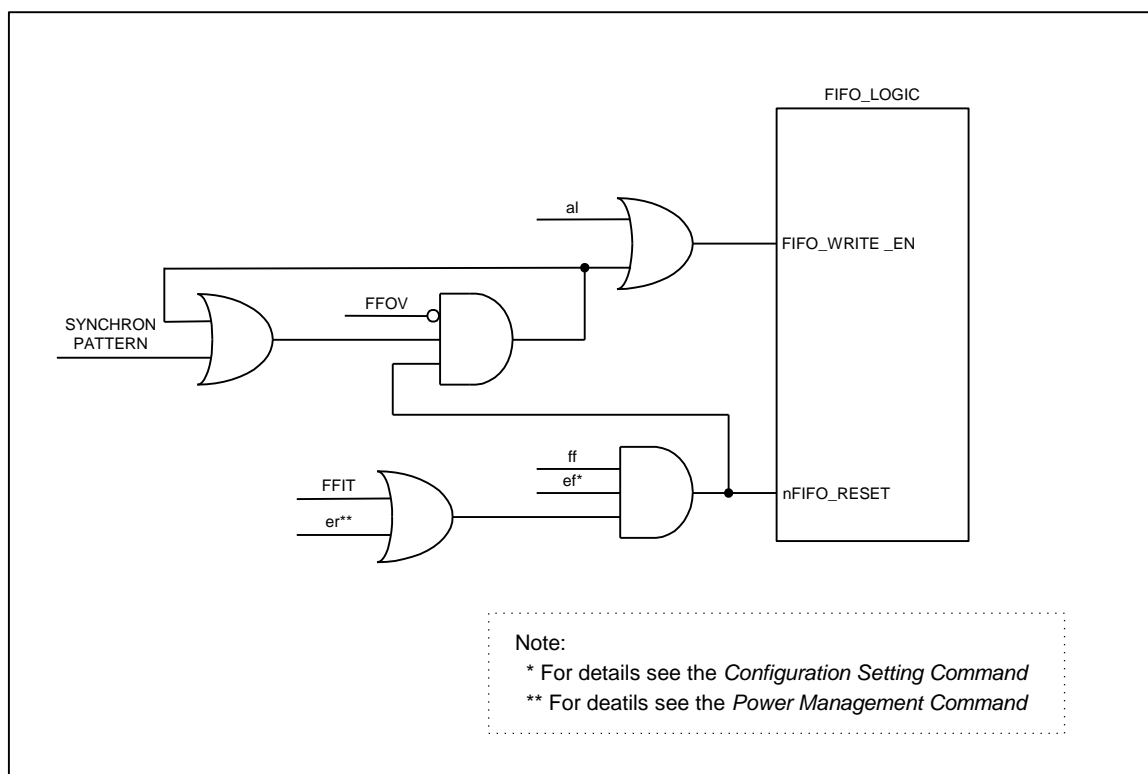 FIFO_LOGIC
al
FIFO_WRITE _EN
FFOV
SYNCHRON
PATTERN
ff
ef*
FFIT
nFIFO_RESET
er**
Note:
* For details see the Configuration Setting Command
** For deatils see the Power Management Command